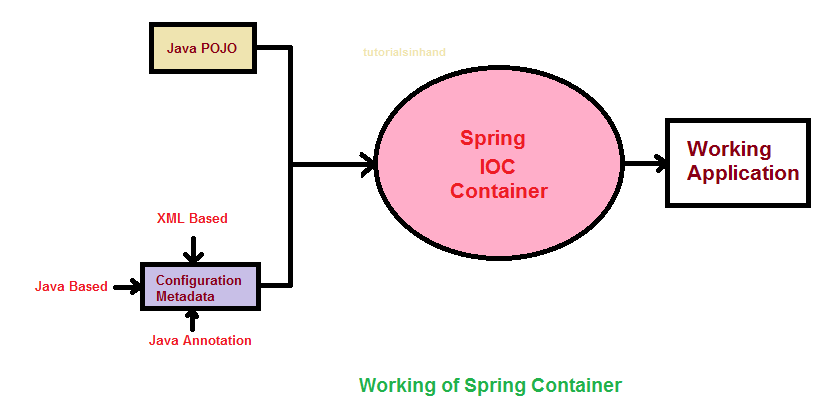 Java POJO
tutorialsinhand
Spring
IOC
Container
Working
Application
XML Based
Configuration
Metadata
Java Based
Java Annotation
Working of Spring Container